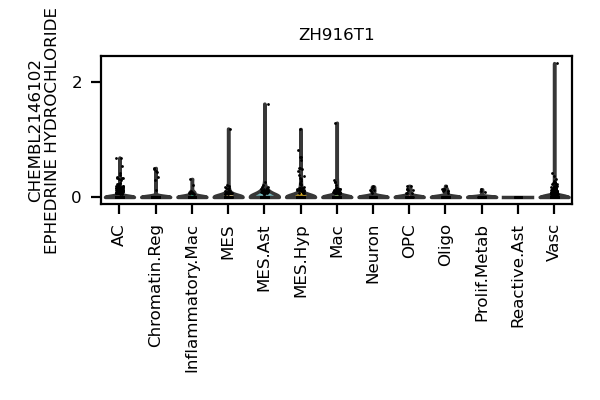 ZH916T1
CHEMBL2146102
EPHEDRINE HYDROCHLORIDE
2
0
AC
Chromatin.Reg
Inflammatory.Mac
MES
MES.Ast
MES.Hyp
Mac
Neuron
OPC
Oligo
Prolif.Metab
Reactive.Ast
Vasc